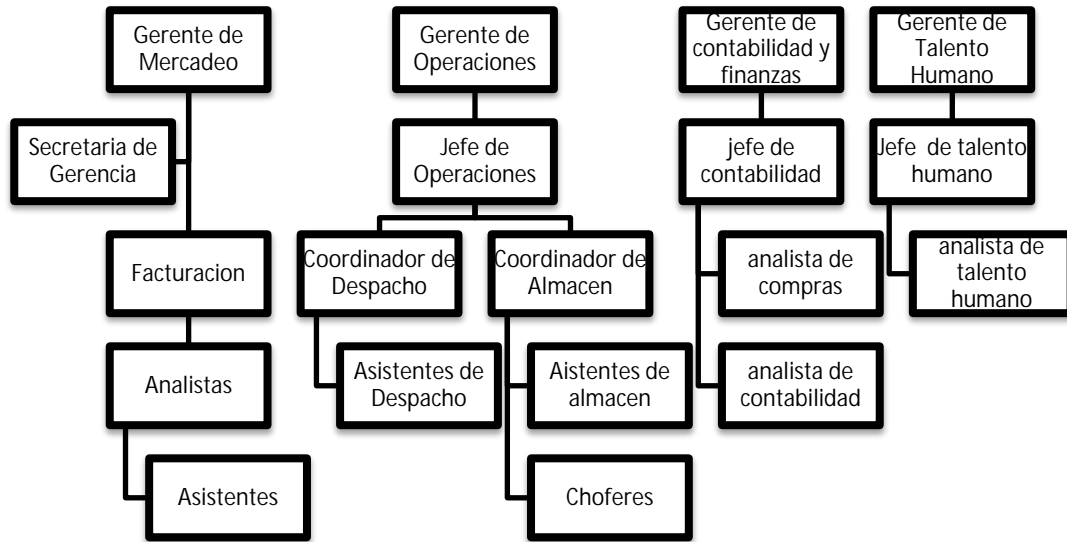 Gerente de
Mercadeo
Secretaria de
Gerencia
Facturacion
Analistas
Asistentes
Gerente de
Operaciones
Jefe de
Operaciones
Coordinador de
Despacho
Asistentes de
Despacho
Coordinador de
Almacen
Aistentes de
almacen
Choferes
Gerente de
contabilidad y
finanzas
jefe de
contabilidad
analista de
compras
analista de
contabilidad
Gerente de
Talento
Humano
Jefe de talento
humano
analista de
talento
humano